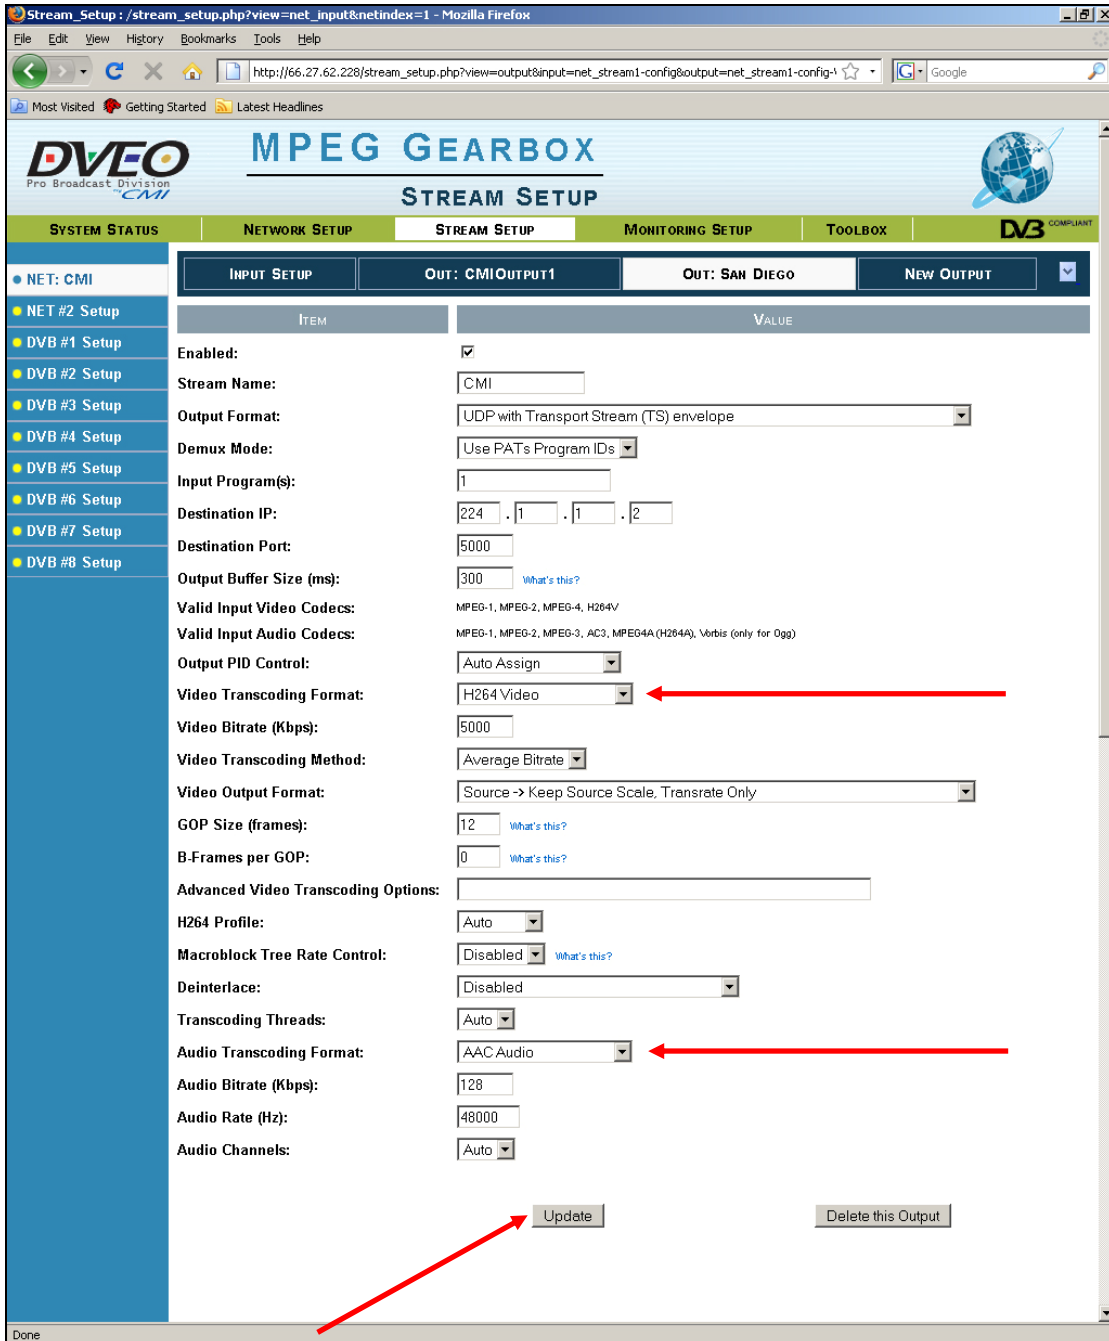 Stream_Setup : /stream_setup.php?view=net_input&netindex=1 - Mozilla Firefox
File Edit View History Bookmarks Tools Help
http://66.27.62.228/stream_setup.php?view=output&input=net_stream1-config&output=net_stream1-config-
G Google
Most Visited Getting Started Latest Headlines
DVEO
Pro Broadcast Division
™CMI
MPEG GEARBOX
STREAM SETUP
SYSTEM STATUS NETWORK SETUP STREAM SETUP MONITORING SETUP TOOLBOX DVB COMPLIANT
NET: CMI
NET #2 Setup
DVB #1 Setup
DVB #2 Setup
DVB #3 Setup
DVB #4 Setup
DVB #5 Setup
DVB #6 Setup
DVB #7 Setup
DVB #8 Setup
INPUT SETUP OUT: CMIOUTPUT1 OUT: SAN DIEGO NEW OUTPUT
ITEM VALUE
Enabled:
Stream Name: CMI
Output Format: UDP with Transport Stream (TS) envelope
Demux Mode: Use PATs Program IDs
Input Program(s): 1
Destination IP: 224 . 1 . 1 . 2
Destination Port: 5000
Output Buffer Size (ms): 300 What's this?
Valid Input Video Codecs: MPEG-1, MPEG-2, MPEG-4, H264V
Valid Input Audio Codecs: MPEG-1, MPEG-2, MPEG-3, AC3, MPEG4A (H264A), Vorbis (only for Ogg)
Output PID Control: Auto Assign
Video Transcoding Format: H264 Video
Video Bitrate (Kbps): 5000
Video Transcoding Method: Average Bitrate
Video Output Format: Source -> Keep Source Scale, Transrate Only
GOP Size (frames): 12 What's this?
B-Frames per GOP: 0 What's this?
Advanced Video Transcoding Options:
H264 Profile: Auto
Macroblock Tree Rate Control: Disabled What's this?
Deinterlace: Disabled
Transcoding Threads: Auto
Audio Transcoding Format: AAC Audio
Audio Bitrate (Kbps): 128
Audio Rate (Hz): 48000
Audio Channels: Auto
Update Delete this Output
Done